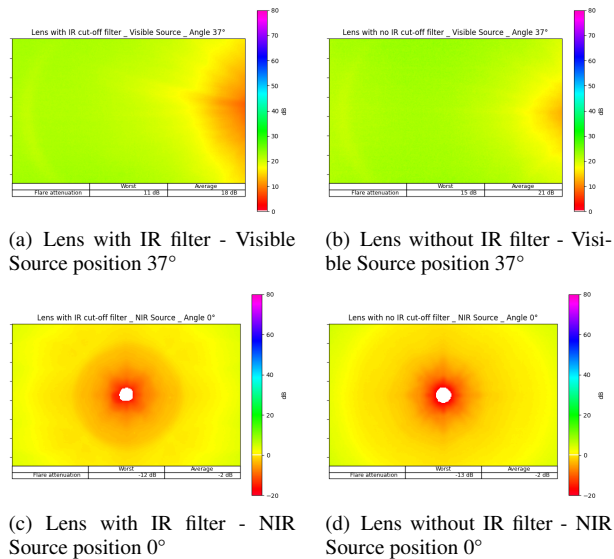 Lens with IR cut-off filter _ Visible Source _ Angle 37°
80
70
60
50
40
30
20
10
0
dB
Worst Average
Flare attenuation 11 dB 18 dB
Lens with no IR cut-off filter _ Visible Source _ Angle 37°
80
70
60
50
40
30
20
10
0
dB
Worst Average
Flare attenuation 15 dB 21 dB
(a) Lens with IR filter - Visible
Source position 37°
(b) Lens without IR filter - Visi-
ble Source position 37°
Lens with IR cut-off filter _ NIR Source _ Angle 0°
80
60
40
20
0
−20
dB
Worst Average
Flare attenuation -12 dB -2 dB
Lens with no IR cut-off filter _ NIR Source _ Angle 0°
80
60
40
20
0
−20
dB
Worst Average
Flare attenuation -13 dB -2 dB
(c) Lens with IR filter - NIR
Source position 0°
(d) Lens without IR filter - NIR
Source position 0°